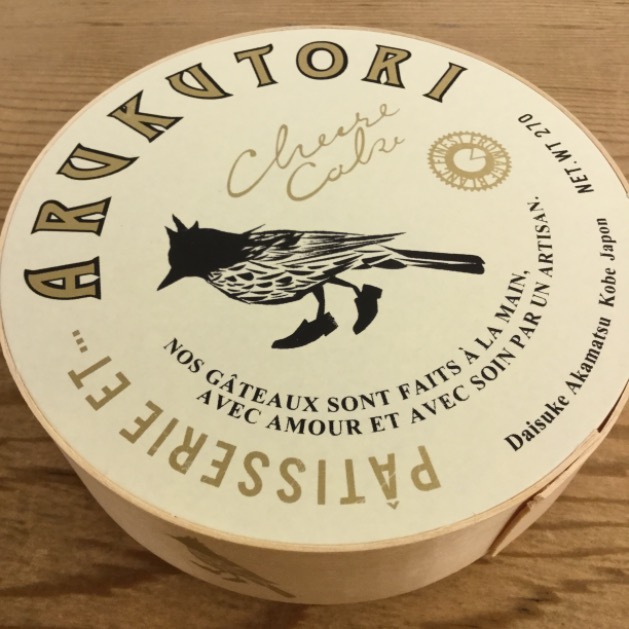 ARUKUTORI
Cheese
Cake
NET.WT 270
NOS GÂTEAUX SONT FAITS À LA MAIN,
AVEC AMOUR ET AVEC SOIN PAR UN ARTISAN.
Daisuke Akamatsu Kobe Japon
PÂTISSERIE ET...